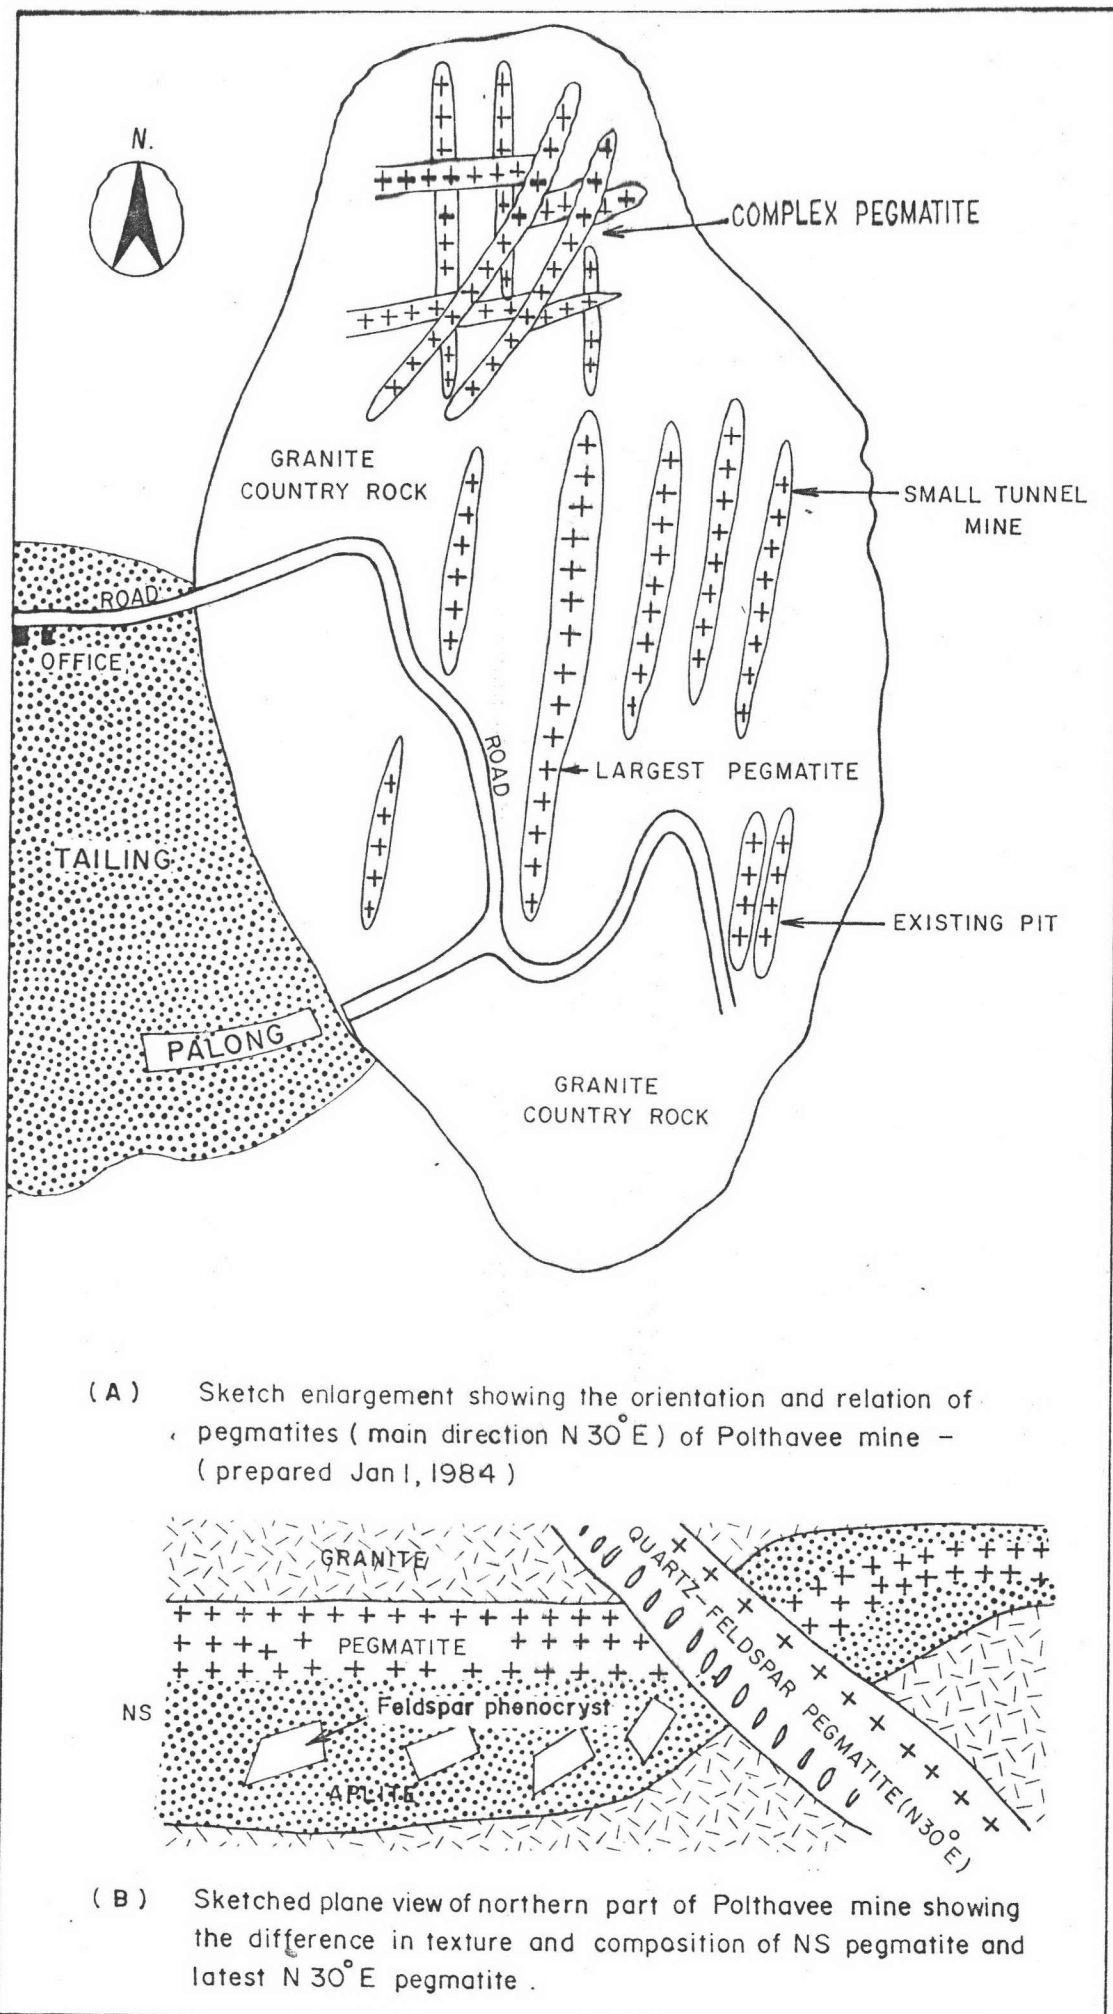 N.
COMPLEX PEGMATITE
GRANITE
COUNTRY ROCK
SMALL TUNNEL
MINE
ROAD
OFFICE
ROAD
LARGEST PEGMATITE
TAILING
EXISTING PIT
PALONG
GRANITE
COUNTRY ROCK
(A) Sketch enlargement showing the orientation and relation of
pegmatites ( main direction N 30° E ) of Polthavee mine –
( prepared Jan 1, 1984 )
GRANITE
QUARTZ-FELDSPAR PEGMATITE (N30°E)
PEGMATITE
NS
Feldspar phenocryst
APLITE
(B) Sketched plane view of northern part of Polthavee mine showing
the difference in texture and composition of NS pegmatite and
latest N 30° E pegmatite .